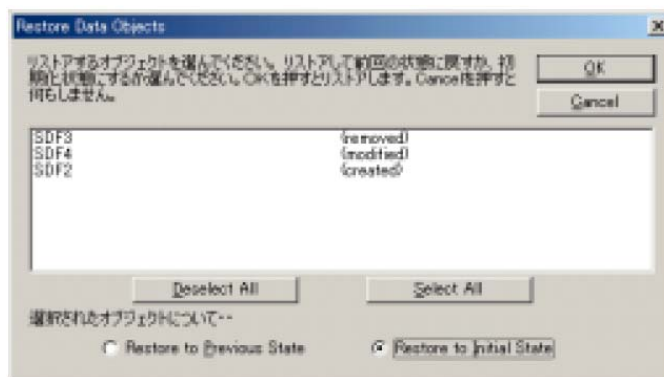 Restore Data Objects
リストアするオブジェクトを選んでください。リストアして前回の状態に戻すか、初
期と状態にするか選んでください。OKを押すとリストアします。Cancelを押すと
何もしません。
OK
Cancel
SDF3 (removed)
SDF4 (modified)
SDF2 (created)
Deselect All
Select All
選択されたオブジェクトについて--
Restore to Previous State
Restore to Initial State